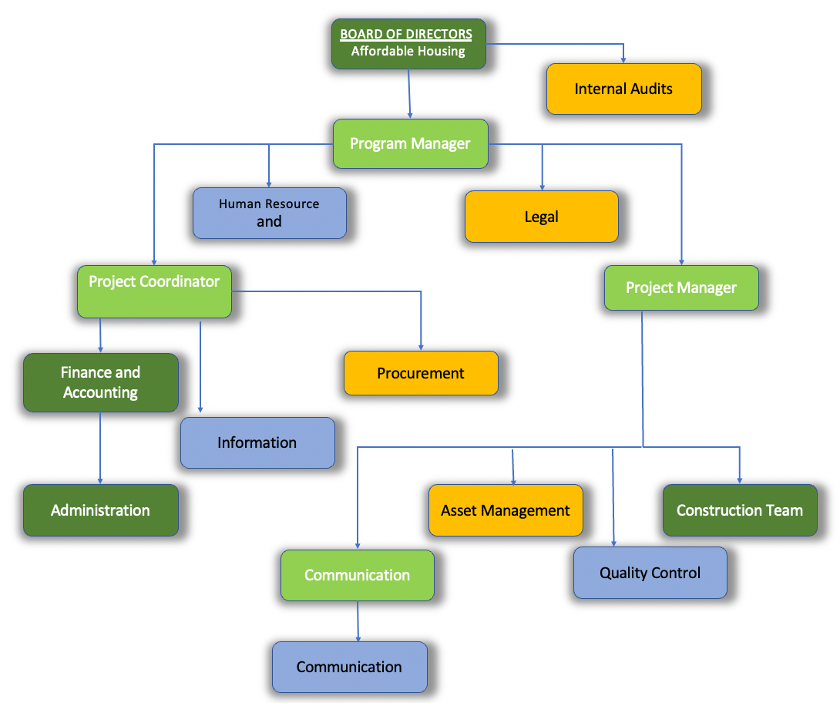 BOARD OF DIRECTORS
Affordable Housing
Internal Audits
Program Manager
Human Resource
and
Legal
Project Coordinator
Project Manager
Finance and
Accounting
Procurement
Information
Administration
Asset Management
Construction Team
Communication
Quality Control
Communication